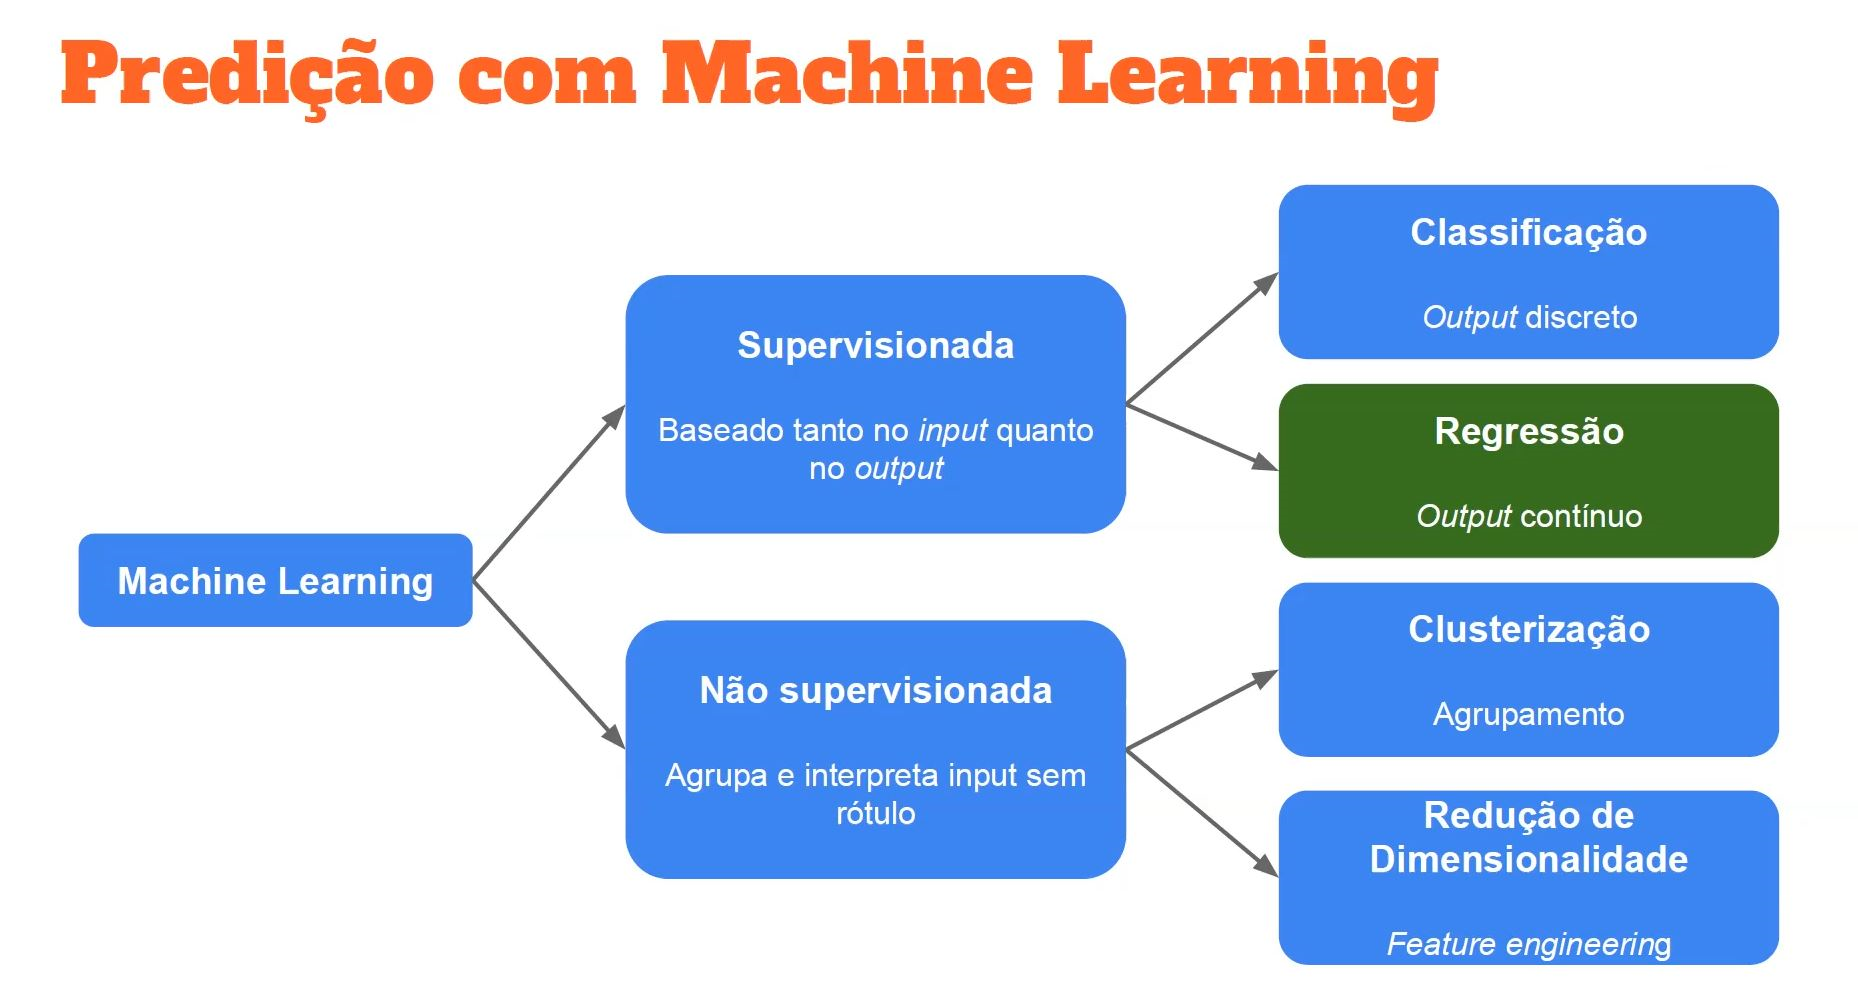 Predição com Machine Learning
Machine Learning
Supervisionada
Baseado tanto no input quanto
no output
Não supervisionada
Agrupa e interpreta input sem
rótulo
Classificação
Output discreto
Regressão
Output contínuo
Clusterização
Agrupamento
Redução de
Dimensionalidade
Feature engineering